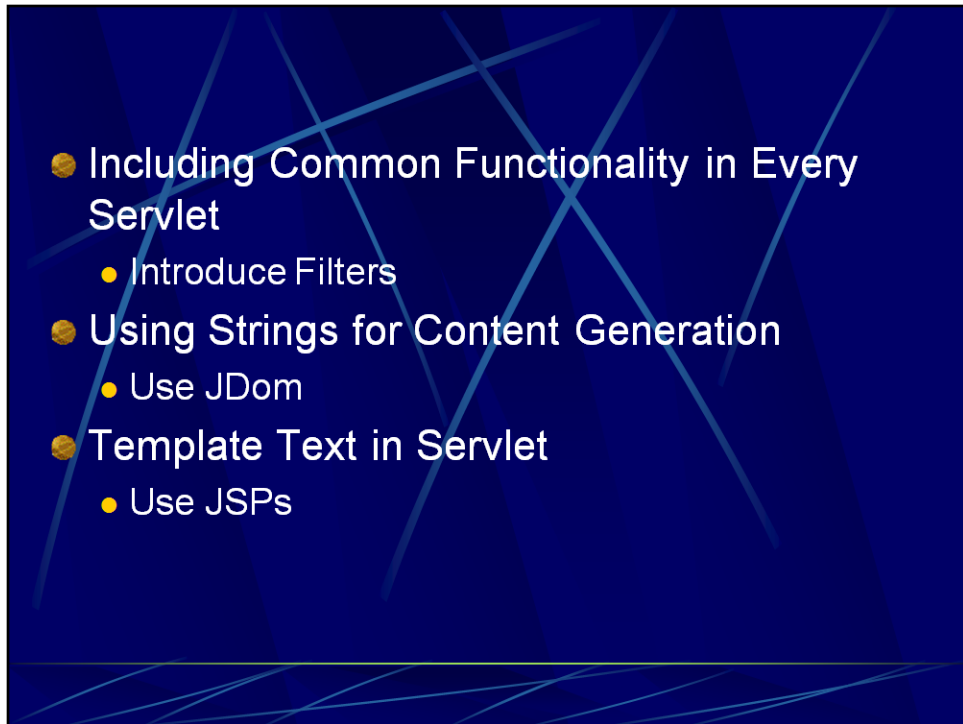 Including Common Functionality in Every
Servlet
Introduce Filters
Using Strings for Content Generation
Use JDom
Template Text in Servlet
Use JSPs